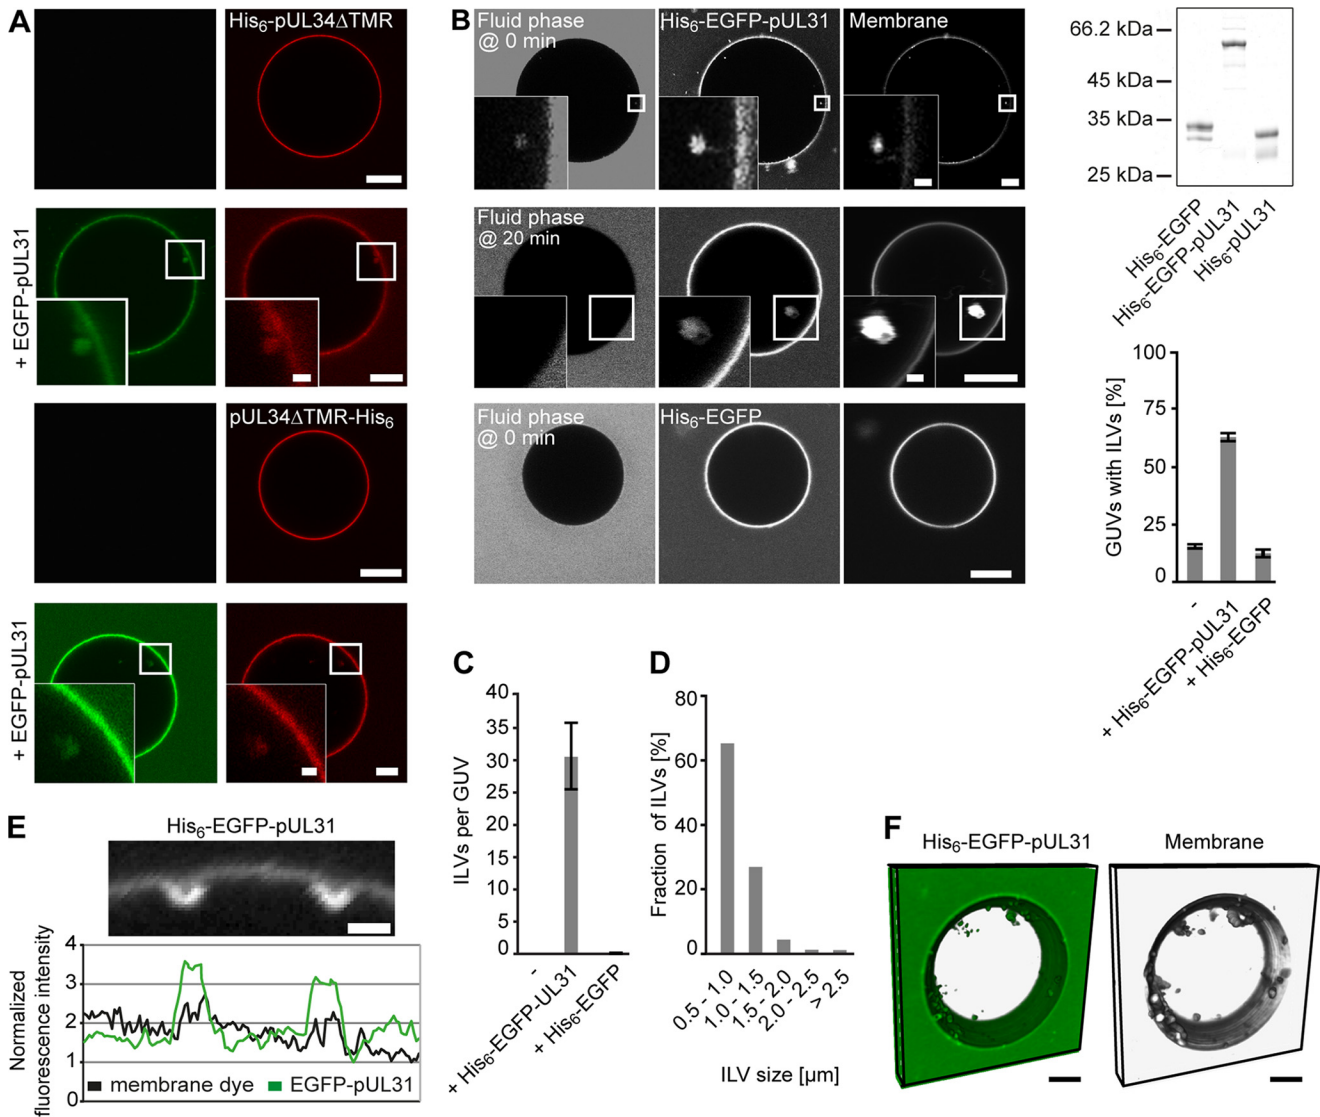 A
His6-pUL34ΔTMR
+ EGFP-pUL31
pUL34ΔTMR-His6
+ EGFP-pUL31
B
Fluid phase
@ 0 min
His6-EGFP-pUL31
Membrane
Fluid phase
@ 20 min
Fluid phase
@ 0 min
His6-EGFP
66.2 kDa
45 kDa
35 kDa
25 kDa
His6-EGFP
His6-EGFP-pUL31
His6-pUL31
GUVs with ILVs [%]
100
75
50
25
0
-
+ His6-EGFP-pUL31
+ His6-EGFP
C
ILVs per GUV
40
35
30
25
20
15
10
5
0
-
+ His6-EGFP-UL31
+ His6-EGFP
D
Fraction of ILVs [%]
80
60
40
20
0
0.5 - 1.0
1.0 - 1.5
1.5 - 2.0
2.0 - 2.5
> 2.5
ILV size [µm]
E
His6-EGFP-pUL31
Normalized
fluorescence intensity
4
3
2
1
0
membrane dye
EGFP-pUL31
F
His6-EGFP-pUL31
Membrane